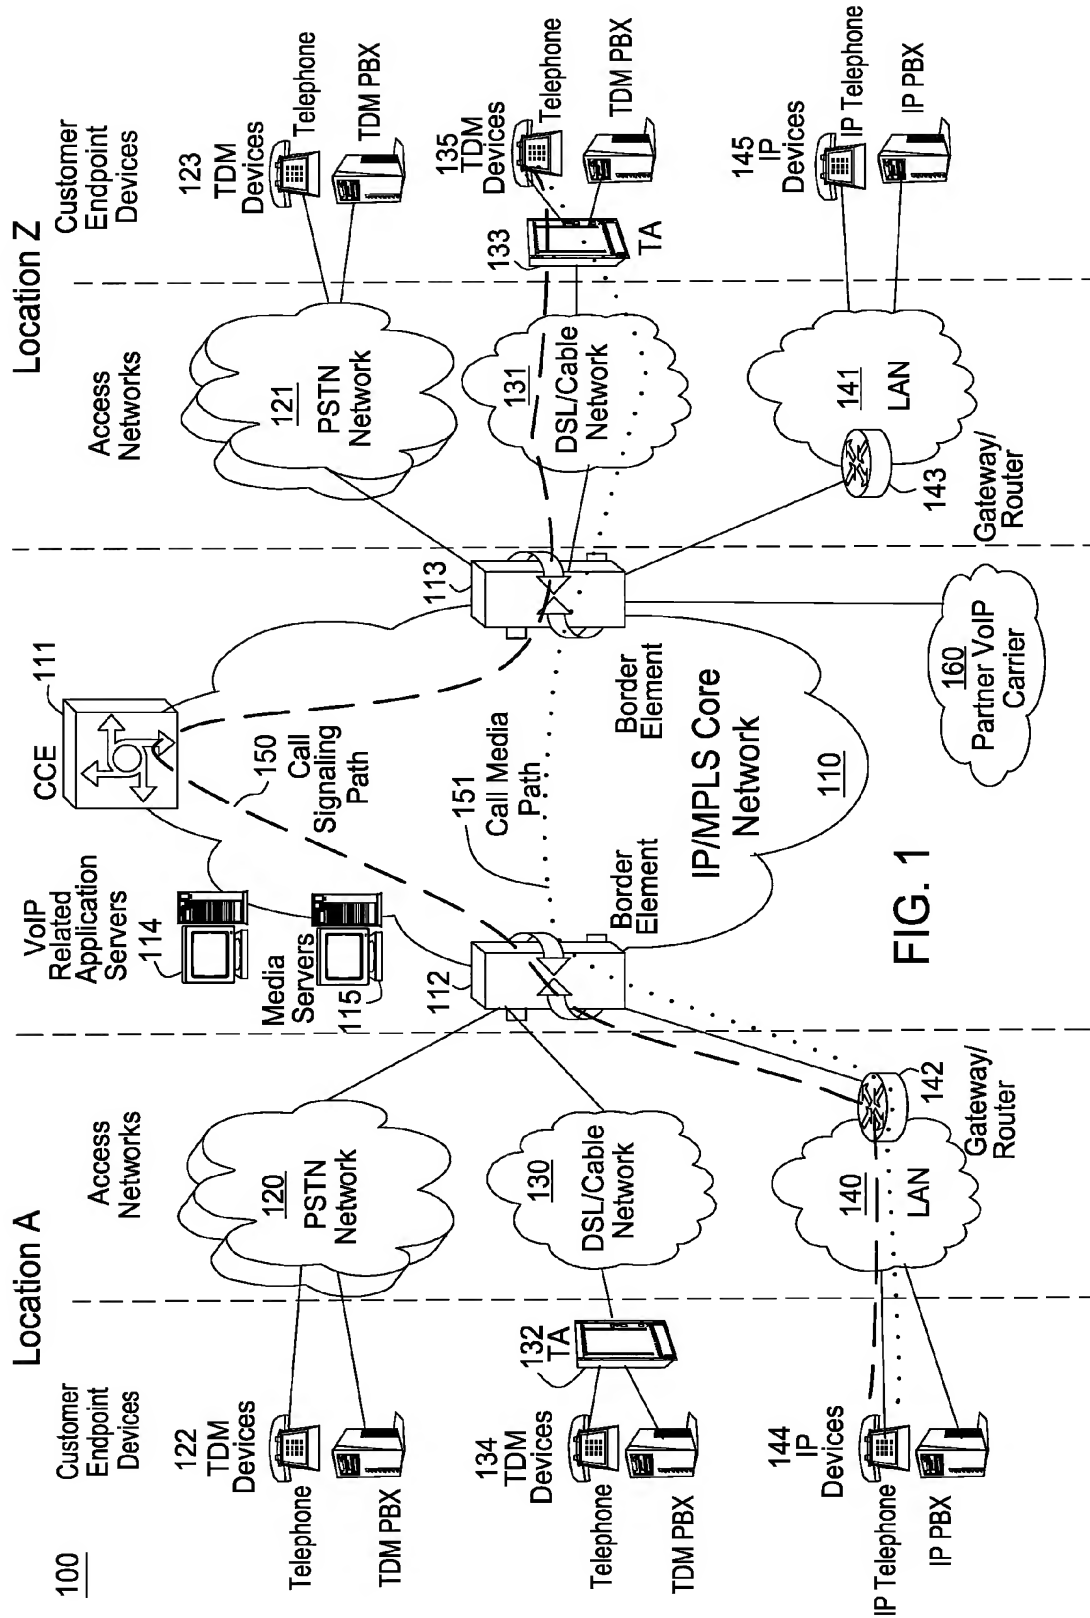 100
Location A
Location Z
Customer
Endpoint
Devices
Access
Networks
VoIP
Related
Application
Servers
114
CCE
111
Access
Networks
Customer
Endpoint
Devices
122
TDM
Devices
Telephone
TDM PBX
120
PSTN
Network
Media
Servers
115
112
150
Call
Signaling
Path
113
121
PSTN
Network
123
TDM
Devices
Telephone
TDM PBX
134
TDM
Devices
Telephone
TDM PBX
132
TA
130
DSL/Cable
Network
151
Call Media
Path
131
DSL/Cable
Network
133
TA
135
TDM
Devices
Telephone
TDM PBX
Border
Element
Border
Element
IP/MPLS Core
Network
110
144
IP
Devices
IP Telephone
IP PBX
140
LAN
142
Gateway/
Router
160
Partner VoIP
Carrier
141
LAN
143
Gateway/
Router
145
IP
Devices
IP Telephone
IP PBX
FIG. 1